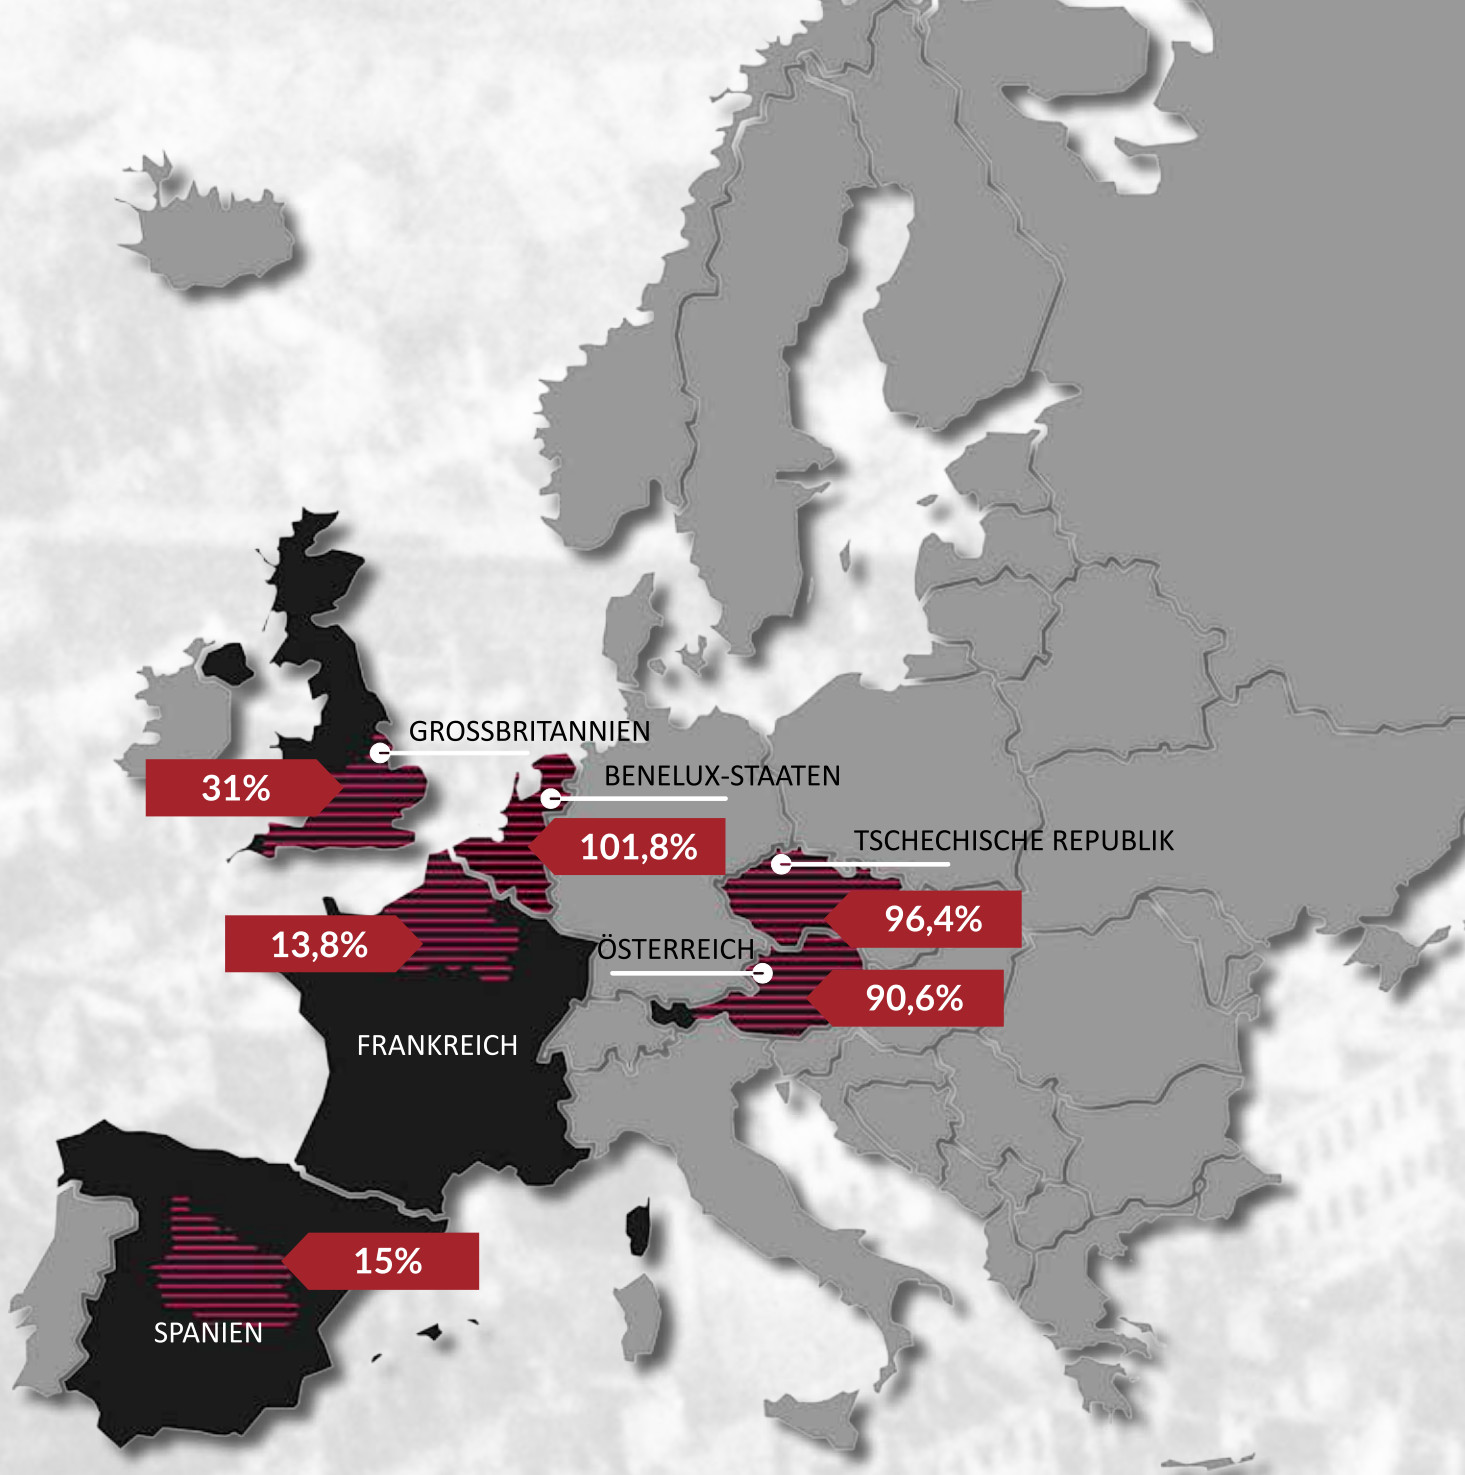 GROSSBRITANNIEN
31%
BENELUX-STAATEN
101,8%
TSCHECHISCHE REPUBLIK
96,4%
13,8%
ÖSTERREICH
90,6%
FRANKREICH
15%
SPANIEN